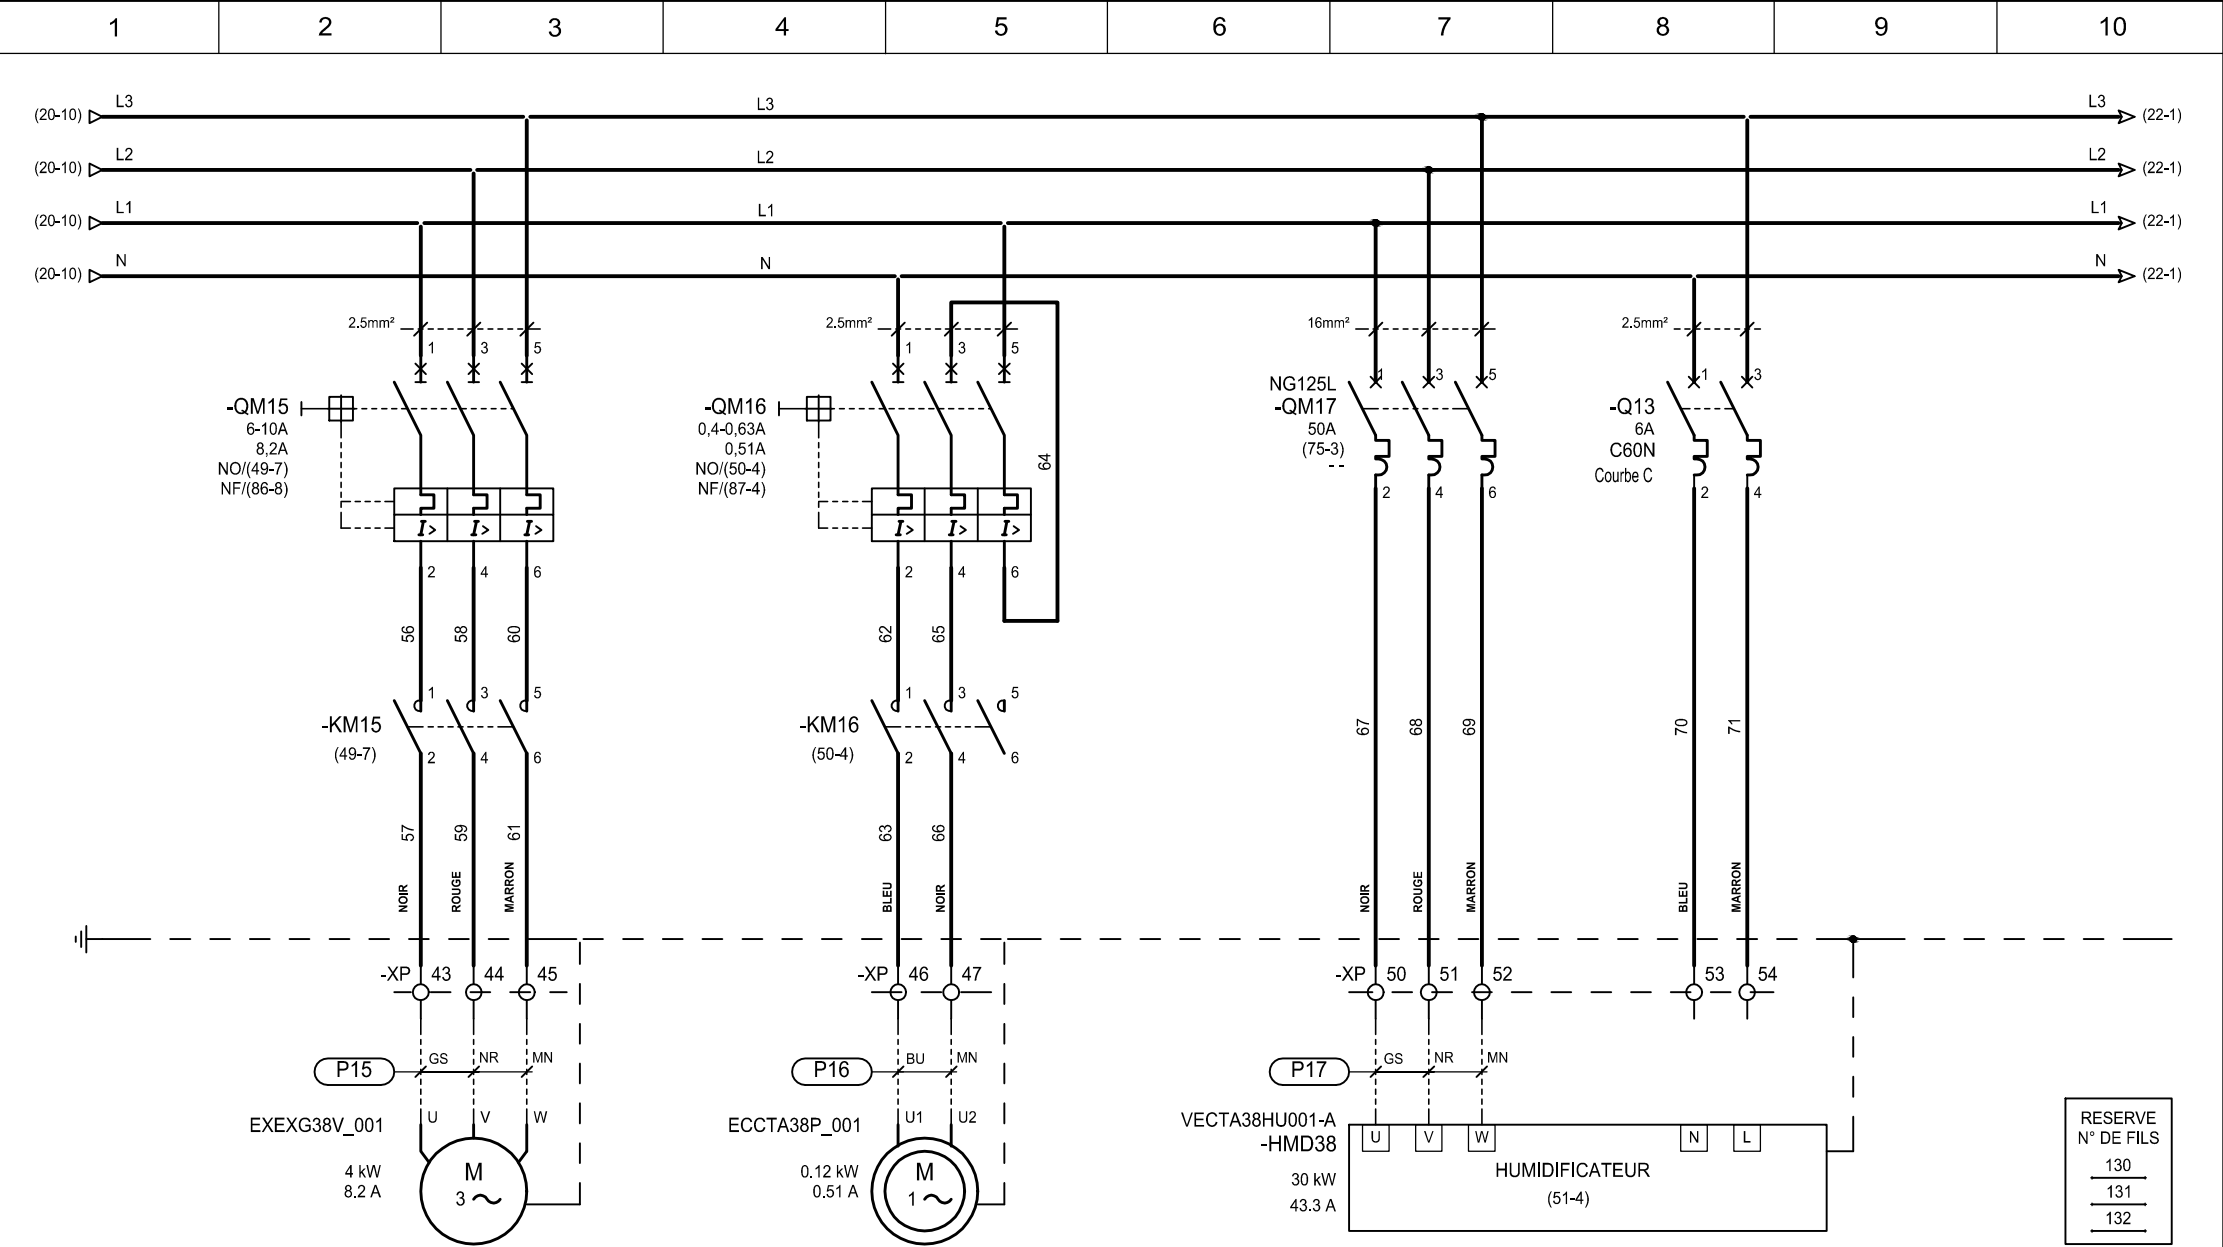 1 2 3 4 5 6 7 8 9 10
L3 L3 L3
(20-10) (22-1)
L2 L2 L2
(20-10) (22-1)
L1 L1 L1
(20-10) (22-1)
N N N
(20-10) (22-1)
2.5mm² 2.5mm² 16mm² 2.5mm²
1 3 5 1 3 5
-QM15
6-10A
8,2A
NO/(49-7)
NF/(86-8)
I> I> I>
2 4 6
56 58 60
-KM15
(49-7)
1 3 5
2 4 6
57 59 61
NOIR ROUGE MARRON
-XP 43 44 45
P15
GS NR MN
EXEXG38V_001
U V W
4 kW
8.2 A
M
3
-QM16
0,4-0,63A
0,51A
NO/(50-4)
NF/(87-4)
I> I> I>
64
2 4 6
62 65
-KM16
(50-4)
1 3 5
2 4 6
63 66
BLEU NOIR
-XP 46 47
P16
BU MN
ECCTA38P_001
U1 U2
0.12 kW
0.51 A
M
1
NG125L
-QM17
50A
(75-3)
--
1 3 5
2 4 6
67 68 69
NOIR ROUGE MARRON
-XP 50 51 52
P17
GS NR MN
-Q13
6A
C60N
Courbe C
1 3
2 4
70 71
BLEU MARRON
53 54
VECTA38HU001-A
-HMD38
30 kW
43.3 A
U V W N L
HUMIDIFICATEUR
(51-4)
RESERVE
N° DE FILS
130
131
132